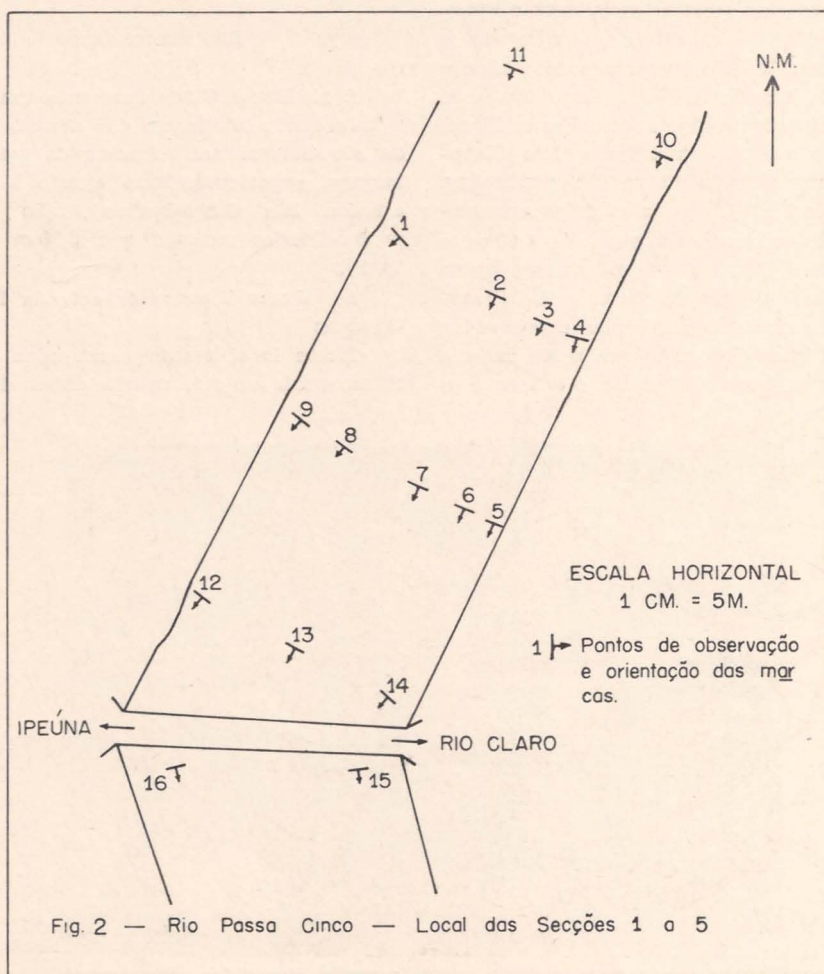 11
N.M.
10
1
2
3
4
9
8
7
6
5
ESCALA HORIZONTAL
1 CM. = 5M.
12
1 Pontos de observação
e orientação das mar
cas.
13
14
IPEÚNA
RIO CLARO
16
15
Fig. 2 — Rio Passa Cinco — Local das Secções 1 a 5